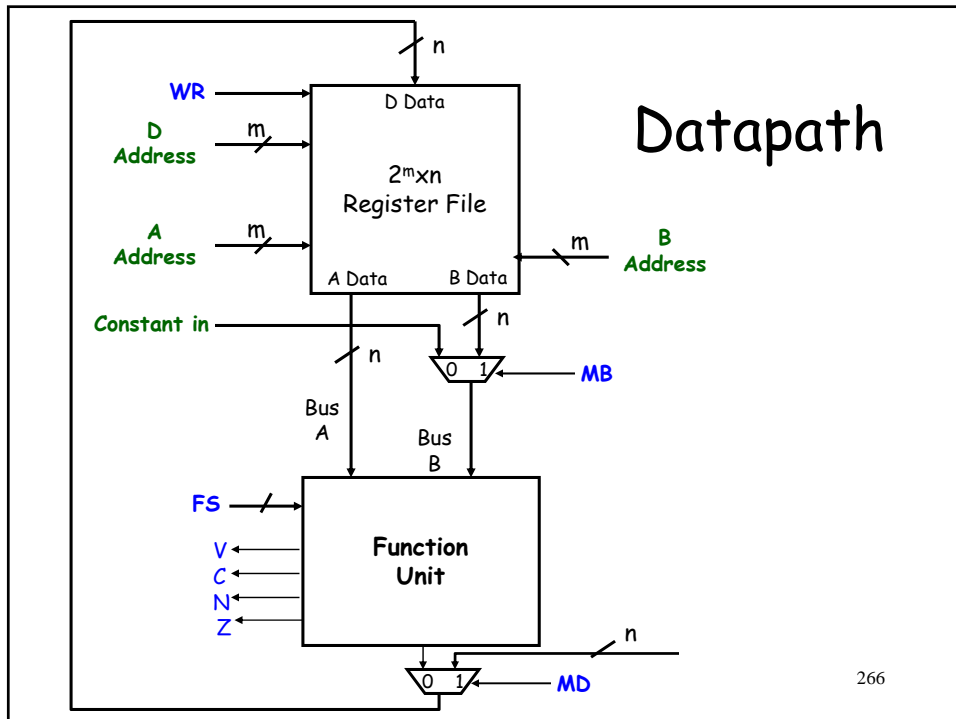 n
WR
D Data
Datapath
D
Address
m
2ᵐxn
Register File
A
Address
m
m
B
Address
A Data
B Data
Constant in
n
n
0 1
MB
Bus
A
Bus
B
FS
Function
Unit
V
C
N
Z
n
0 1
MD
266